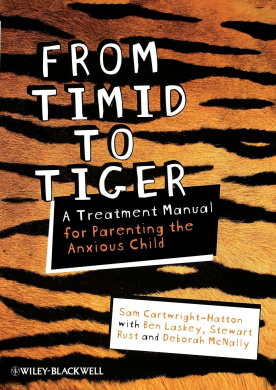 FROM
TIMID
TO
TIGER
A Treatment Manual
for Parenting the
Anxious Child
Sam Cartwright-Hatton
with Ben Laskey, Stewart
Rust and Deborah McNally
WILEY-BLACKWELL